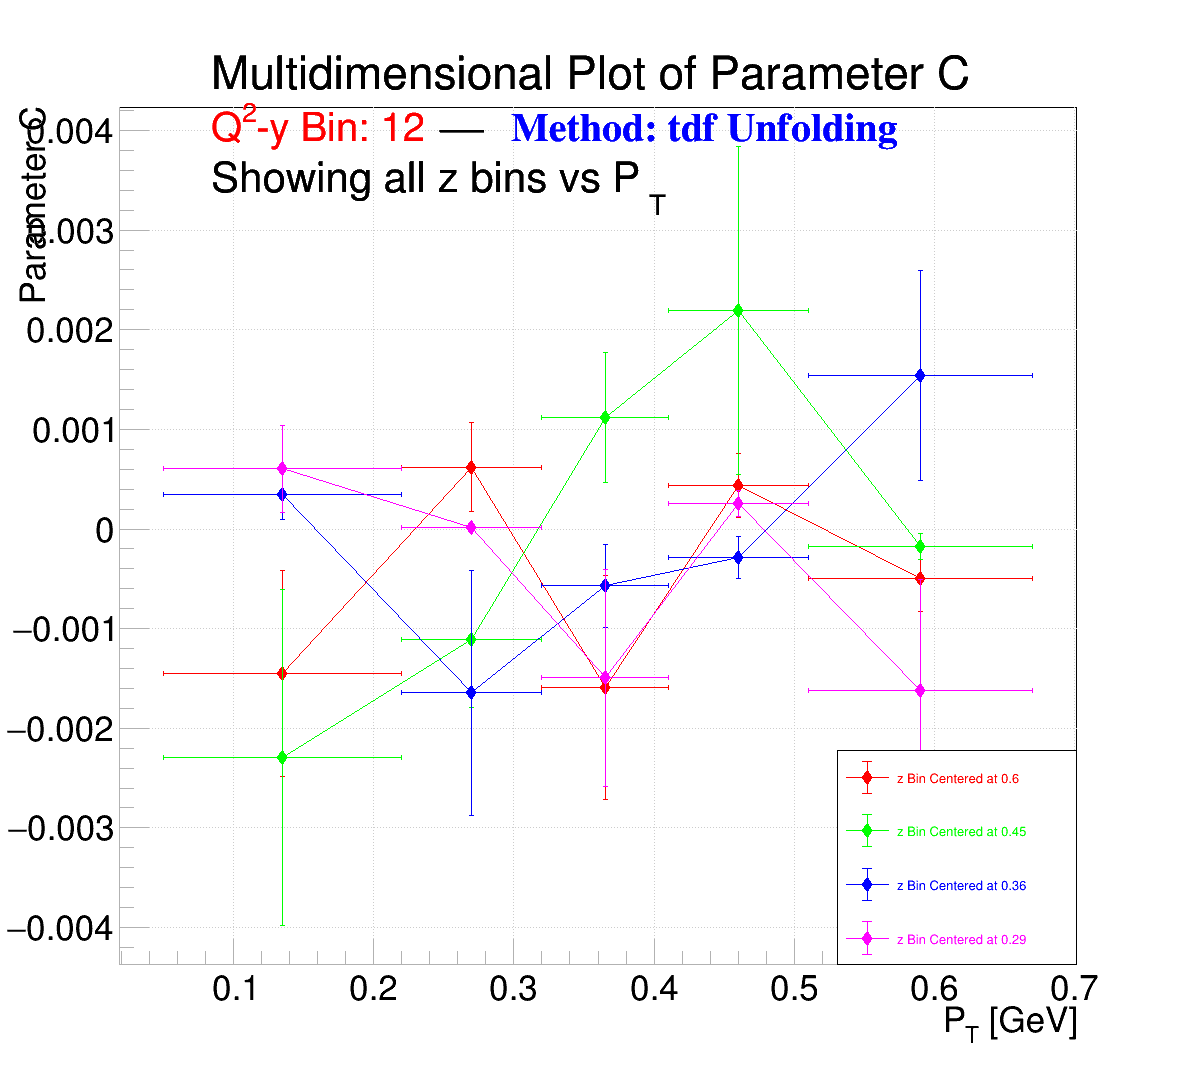 Multidimensional Plot of Parameter C
Q²-y Bin: 12 — Method: tdf Unfolding
Showing all z bins vs P_T
Parameter C
0.004
0.003
0.002
0.001
0
−0.001
−0.002
−0.003
−0.004
z Bin Centered at 0.6
z Bin Centered at 0.45
z Bin Centered at 0.36
z Bin Centered at 0.29
0.1 0.2 0.3 0.4 0.5 0.6 0.7
P_T [GeV]